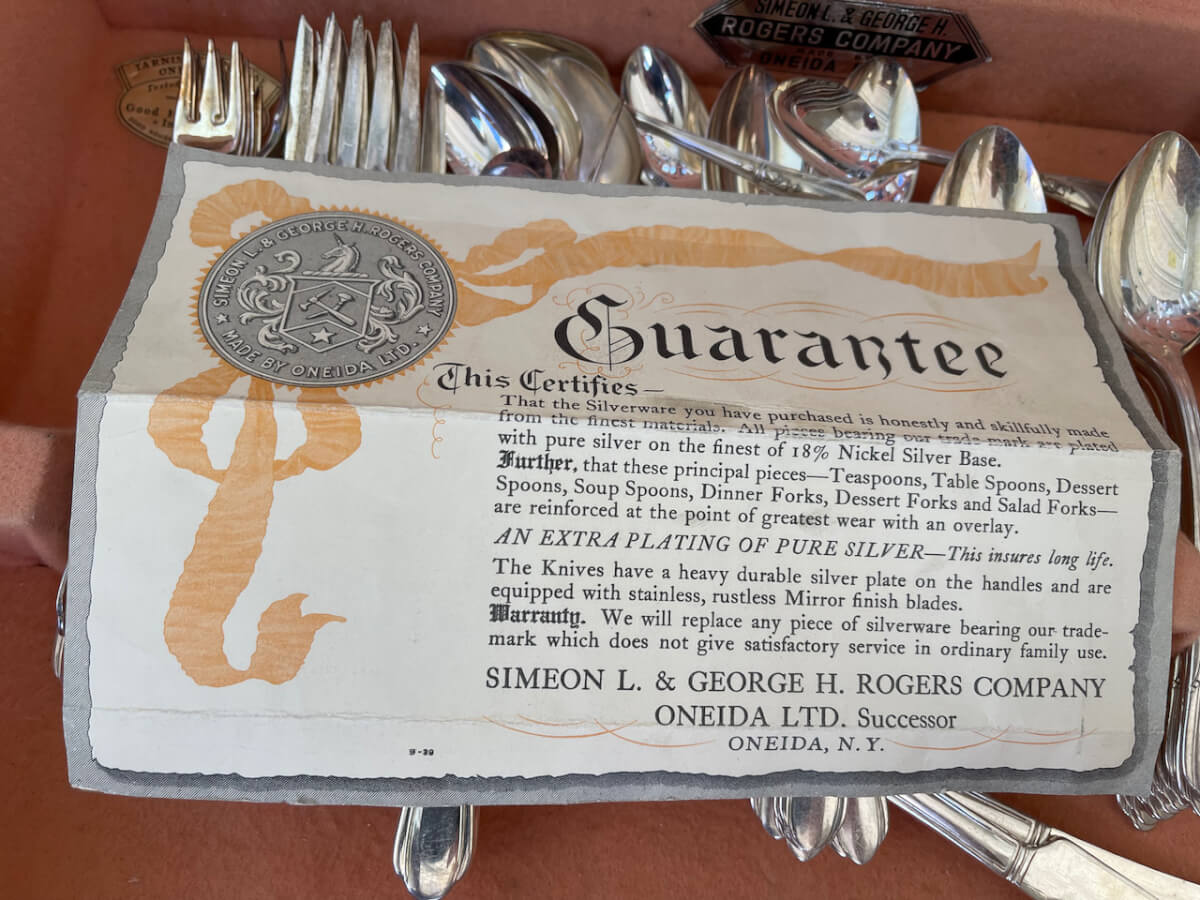 SIMEON L. & GEORGE H.
ROGERS COMPANY
MADE BY
ONEIDA
TARNIS
ON
Good
SIMEON L. & GEORGE H. ROGERS COMPANY
MADE BY ONEIDA LTD.
Guarantee
This Certifies—
That the Silverware you have purchased is honestly and skillfully made
from the finest materials. All pieces bearing our trade mark are plated
with pure silver on the finest of 18% Nickel Silver Base.
Further, that these principal pieces—Teaspoons, Table Spoons, Dessert
Spoons, Soup Spoons, Dinner Forks, Dessert Forks and Salad Forks—
are reinforced at the point of greatest wear with an overlay.
AN EXTRA PLATING OF PURE SILVER—This insures long life.
The Knives have a heavy durable silver plate on the handles and are
equipped with stainless, rustless Mirror finish blades.
Warranty. We will replace any piece of silverware bearing our trade-
mark which does not give satisfactory service in ordinary family use.
SIMEON L. & GEORGE H. ROGERS COMPANY
ONEIDA LTD. Successor
ONEIDA, N. Y.
9-39